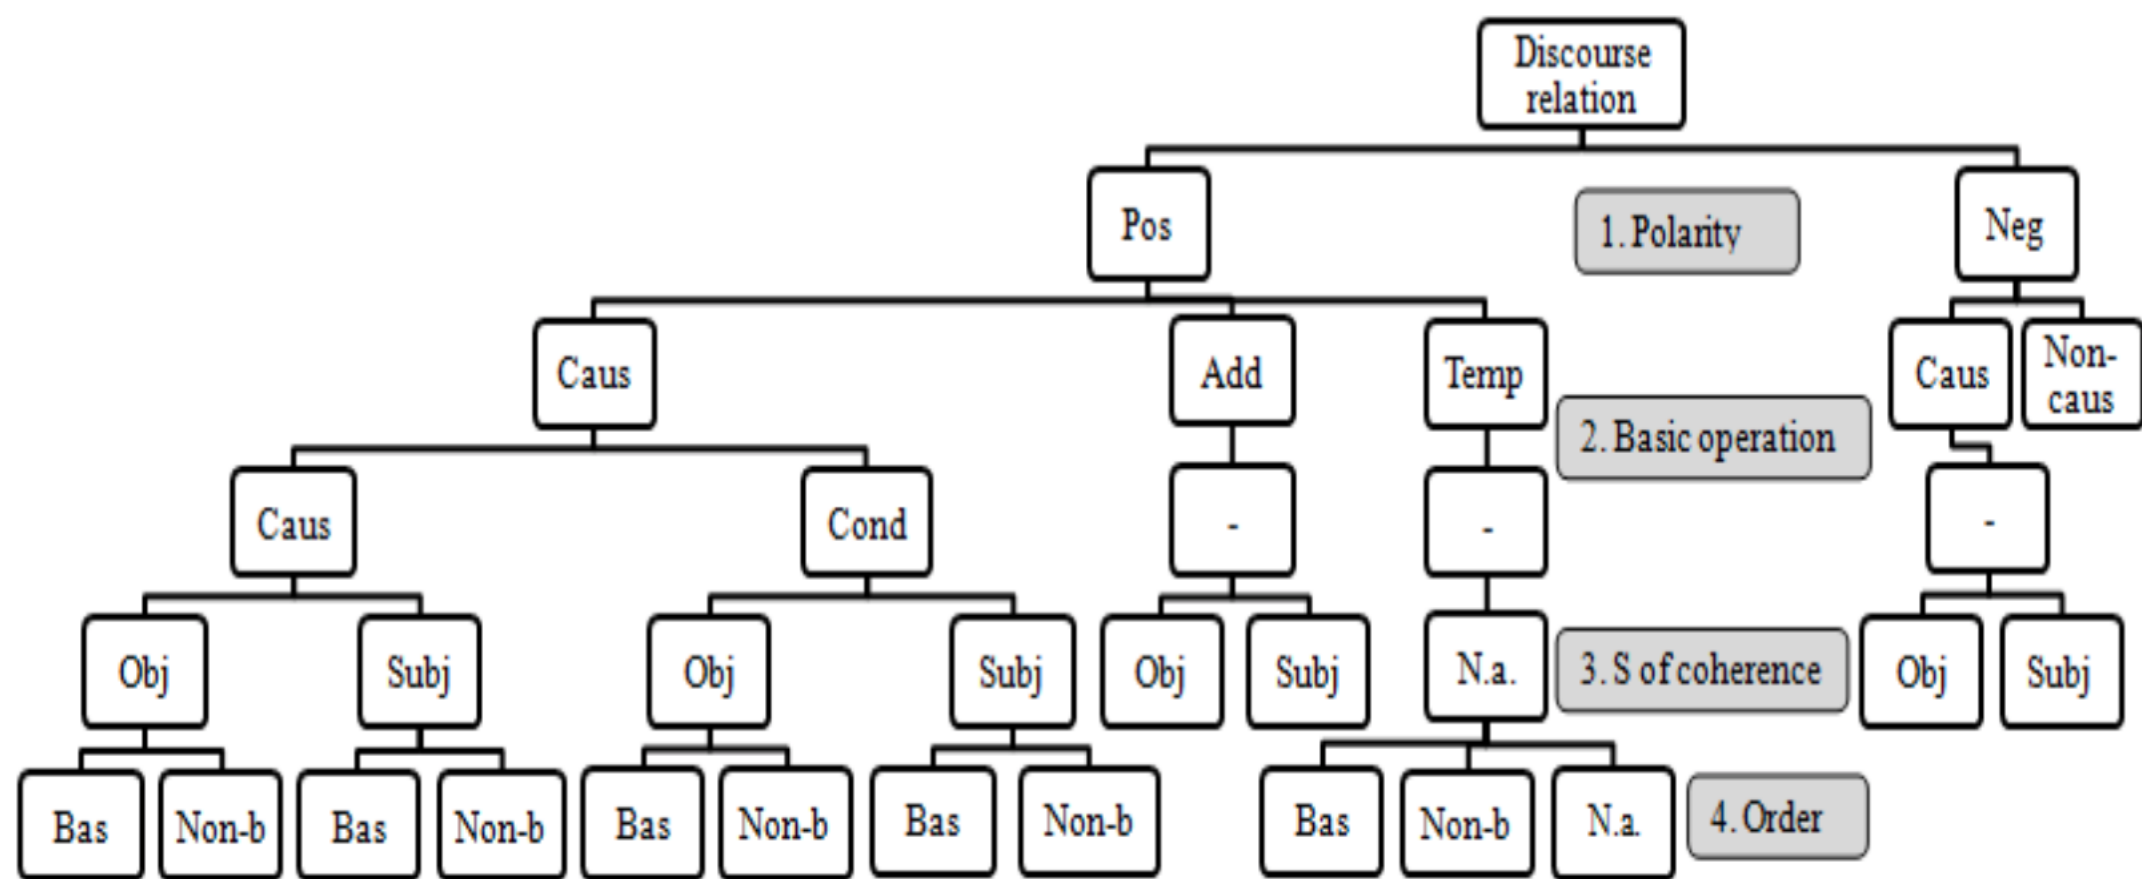 Discourse
relation
Pos
1. Polarity
Neg
Caus
Add
Temp
Caus
Non-
caus
2. Basic operation
Caus
Cond
-
-
-
Obj
Subj
Obj
Subj
Obj
Subj
N.a.
3. S of coherence
Obj
Subj
Bas
Non-b
Bas
Non-b
Bas
Non-b
Bas
Non-b
Bas
Non-b
N.a.
4. Order